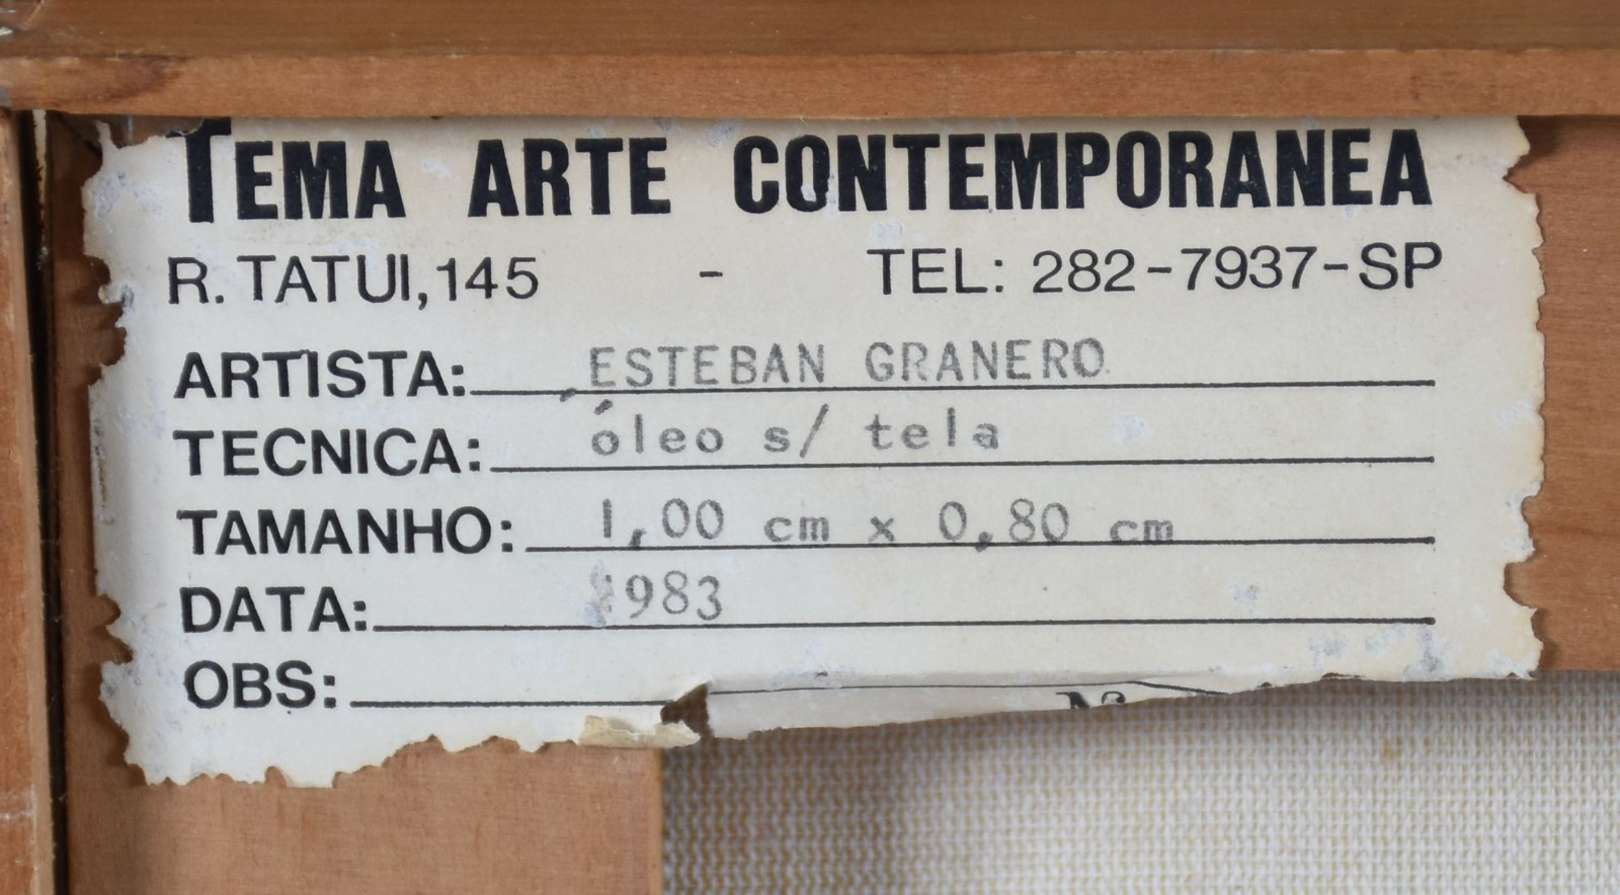 TEMA ARTE CONTEMPORANEA
R. TATUI, 145 - TEL: 282-7937-SP
ARTISTA: ESTEBAN GRANERO
TECNICA: óleo s/ tela
TAMANHO: 1,00 cm x 0,80 cm
DATA: 1983
OBS: